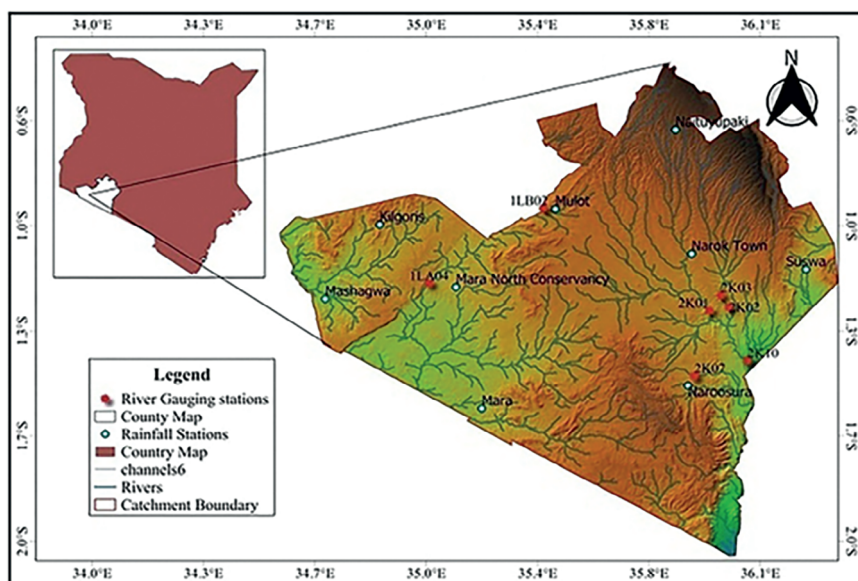 34.0°E 34.3°E 34.7°E 35.0°E 35.4°E 35.8°E 36.1°E
N
0.6°S 0.6°S
Naituyupaki
1LB02 Mulot
Kilgoris
1.0°S 1.0°S
Narok Town
Suswa
1LA04 Mara North Conservancy
Mashagwa
2K03
2K01 2K02
1.3°S 1.3°S
2K10
2K07
Naroosura
Mara
Legend
River Gauging stations
County Map
Rainfall Stations
Country Map
channels6
Rivers
Catchment Boundary
1.7°S 1.7°S
2.0°S 2.0°S
34.0°E 34.3°E 34.7°E 35.0°E 35.4°E 35.8°E 36.1°E